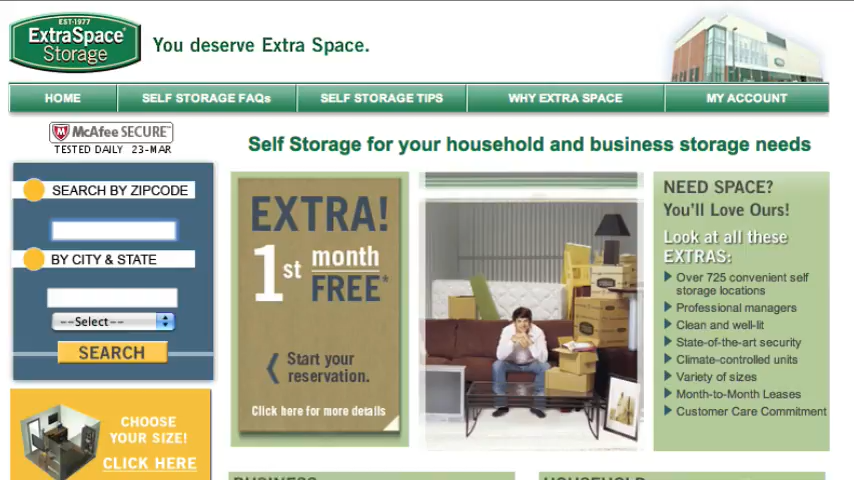 EST·1977
ExtraSpace®
Storage
You deserve Extra Space.
HOME
SELF STORAGE FAQs
SELF STORAGE TIPS
WHY EXTRA SPACE
MY ACCOUNT
McAfee SECURE
TESTED DAILY 23-MAR
Self Storage for your household and business storage needs
SEARCH BY ZIPCODE
BY CITY & STATE
--Select--
SEARCH
CHOOSE
YOUR SIZE!
CLICK HERE
EXTRA!
1st month
FREE*
Start your
reservation.
Click here for more details
NEED SPACE?
You'll Love Ours!
Look at all these
EXTRAS:
Over 725 convenient self
storage locations
Professional managers
Clean and well-lit
State-of-the-art security
Climate-controlled units
Variety of sizes
Month-to-Month Leases
Customer Care Commitment
BUSINESS
HOUSEHOLD